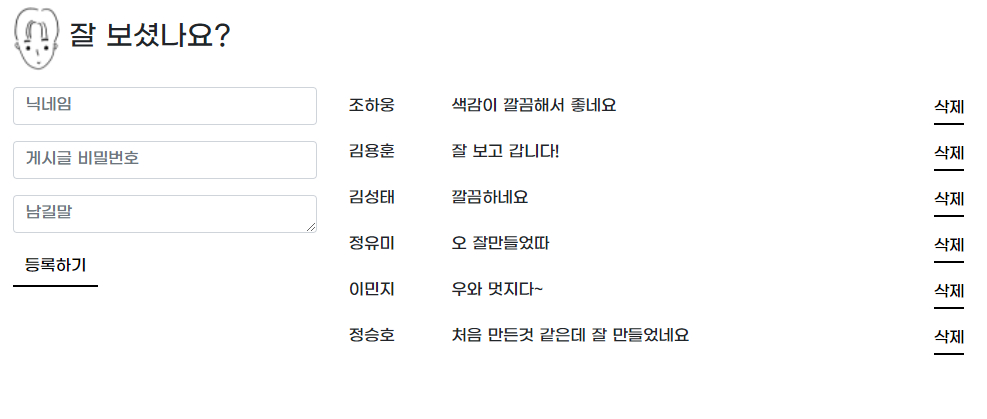 잘 보셨나요?
닉네임
게시글 비밀번호
남길말
등록하기
조하웅 색감이 깔끔해서 좋네요 삭제
김용훈 잘 보고 갑니다! 삭제
김성태 깔끔하네요 삭제
정유미 오 잘만들었따 삭제
이민지 우와 멋지다~ 삭제
정승호 처음 만든것 같은데 잘 만들었네요 삭제